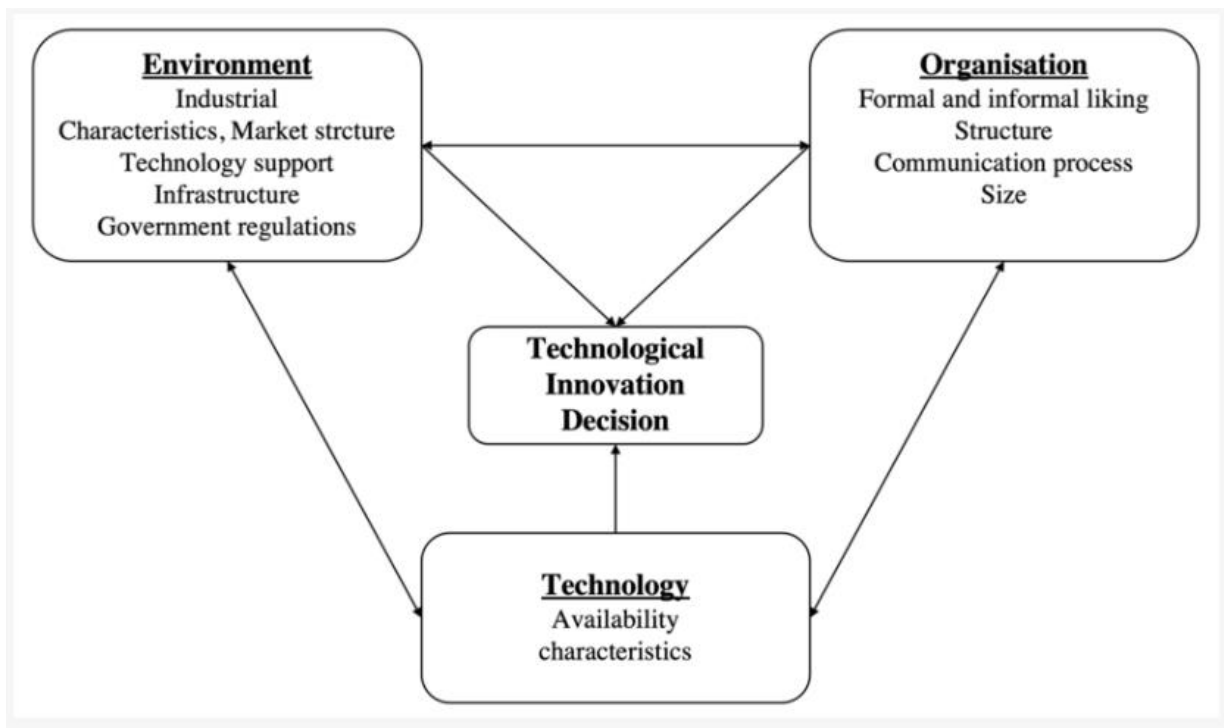 Environment
Industrial
Characteristics, Market strcture
Technology support
Infrastructure
Government regulations
Organisation
Formal and informal liking
Structure
Communication process
Size
Technological
Innovation
Decision
Technology
Availability
characteristics